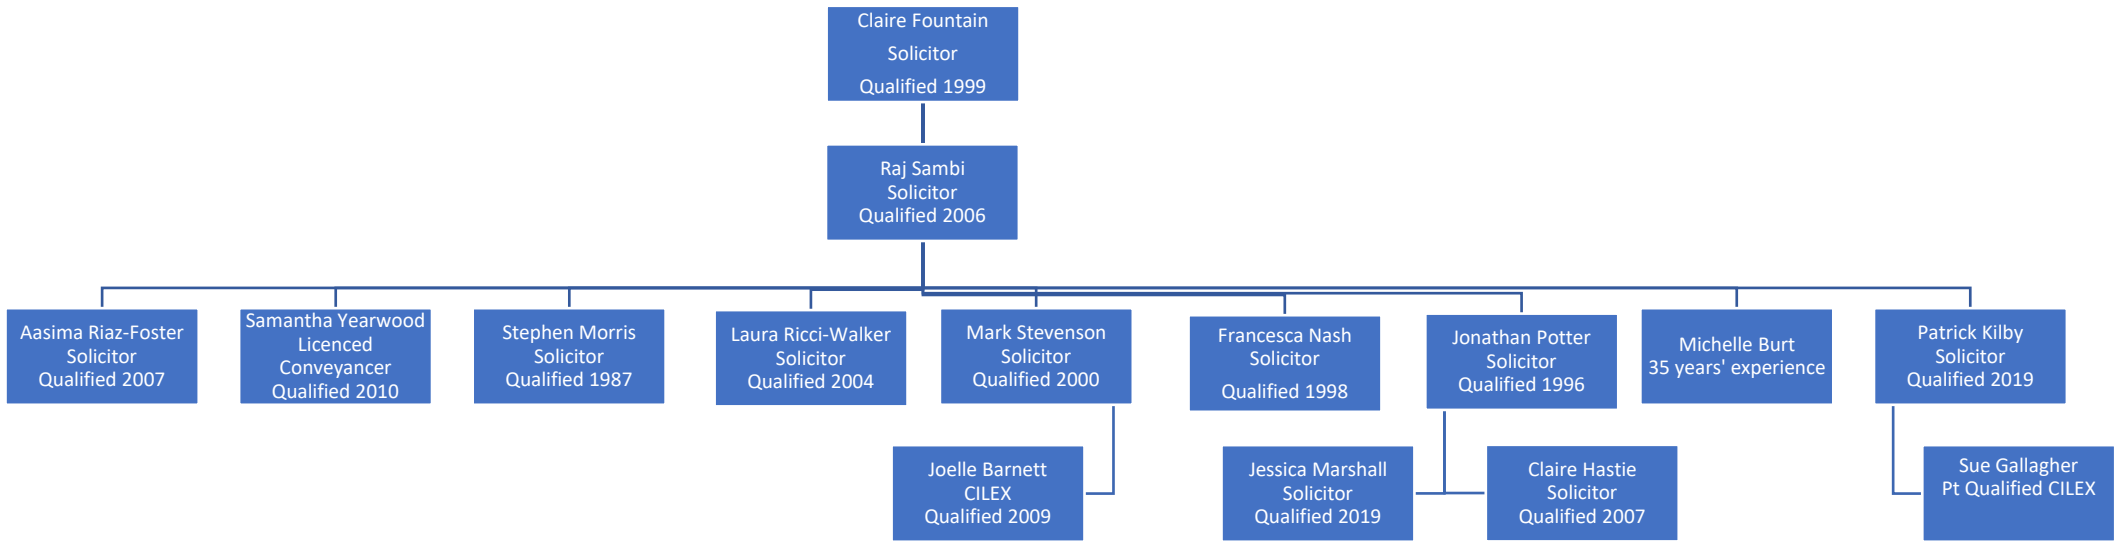 Claire Fountain
Solicitor
Qualified 1999
Raj Sambi
Solicitor
Qualified 2006
Aasima Riaz-Foster
Solicitor
Qualified 2007
Samantha Yearwood
Licenced
Conveyancer
Qualified 2010
Stephen Morris
Solicitor
Qualified 1987
Laura Ricci-Walker
Solicitor
Qualified 2004
Mark Stevenson
Solicitor
Qualified 2000
Francesca Nash
Solicitor
Qualified 1998
Jonathan Potter
Solicitor
Qualified 1996
Michelle Burt
35 years' experience
Patrick Kilby
Solicitor
Qualified 2019
Joelle Barnett
CILEX
Qualified 2009
Jessica Marshall
Solicitor
Qualified 2019
Claire Hastie
Solicitor
Qualified 2007
Sue Gallagher
Pt Qualified CILEX